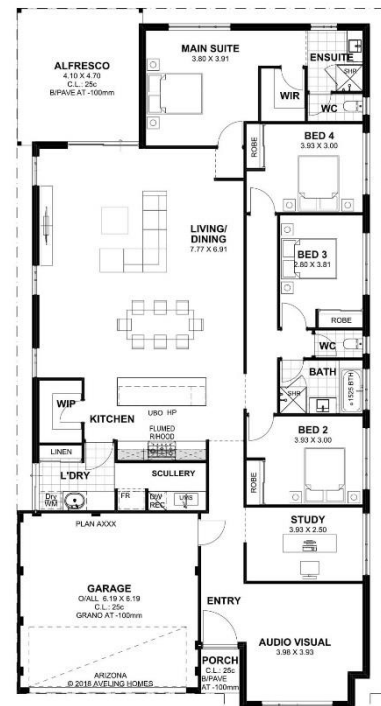 MAIN SUITE
3.80 X 3.91
ENSUITE
ALFRESCO
4.10 X 4.70
C.L.: 25c
B/PAVE AT -100mm
SHR
WIR
WC
BED 4
3.93 X 3.00
ROBE
LIVING/
DINING
7.77 X 6.91
BED 3
2.80 X 3.81
ROBE
WC
BATH
SHR
1525 BTH
WIP
KITCHEN
UBO HP
FLUMED
R/HOOD
BED 2
3.93 X 3.00
LINEN
L'DRY
SCULLERY
ROBE
Dry
WM
FR
D/W
REC
PLAN AXXX
STUDY
3.93 X 2.50
GARAGE
O/ALL 6.19 X 6.19
C.L.: 25c
GRANO AT -100mm
ENTRY
AUDIO VISUAL
3.98 X 3.93
PORCH
C.L.: 25c
B/PAVE
AT -100mm
ARIZONA
© 2018 AVELING HOMES